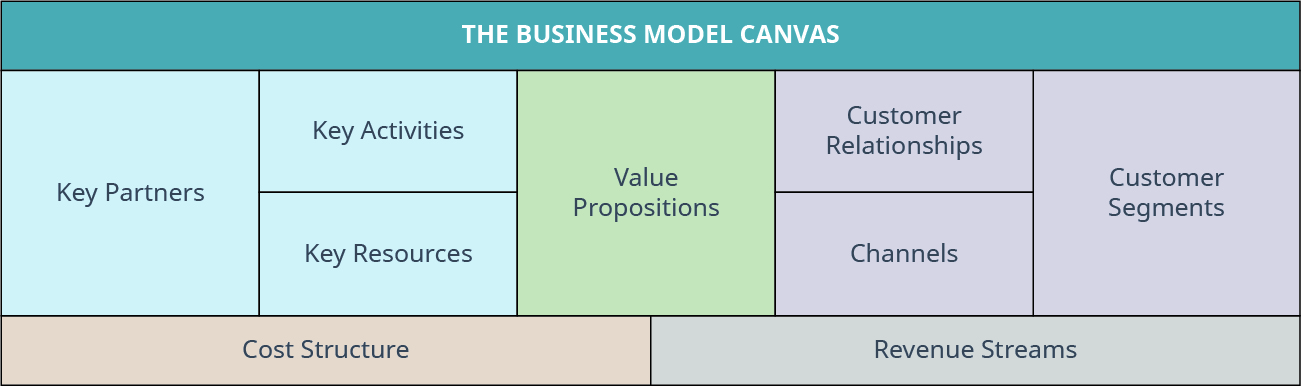 THE BUSINESS MODEL CANVAS
Key Partners
Key Activities
Key Resources
Value
Propositions
Customer
Relationships
Channels
Customer
Segments
Cost Structure
Revenue Streams